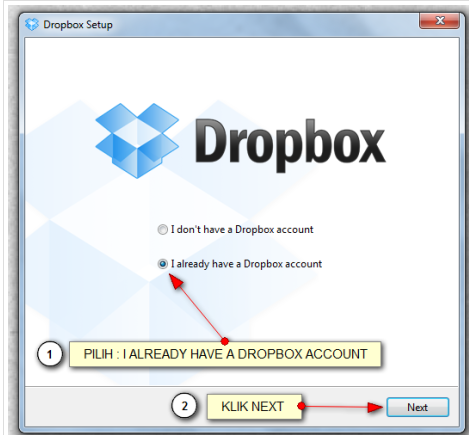 Dropbox Setup
Dropbox
I don't have a Dropbox account
I already have a Dropbox account
1 PILIH : I ALREADY HAVE A DROPBOX ACCOUNT
2 KLIK NEXT
Next